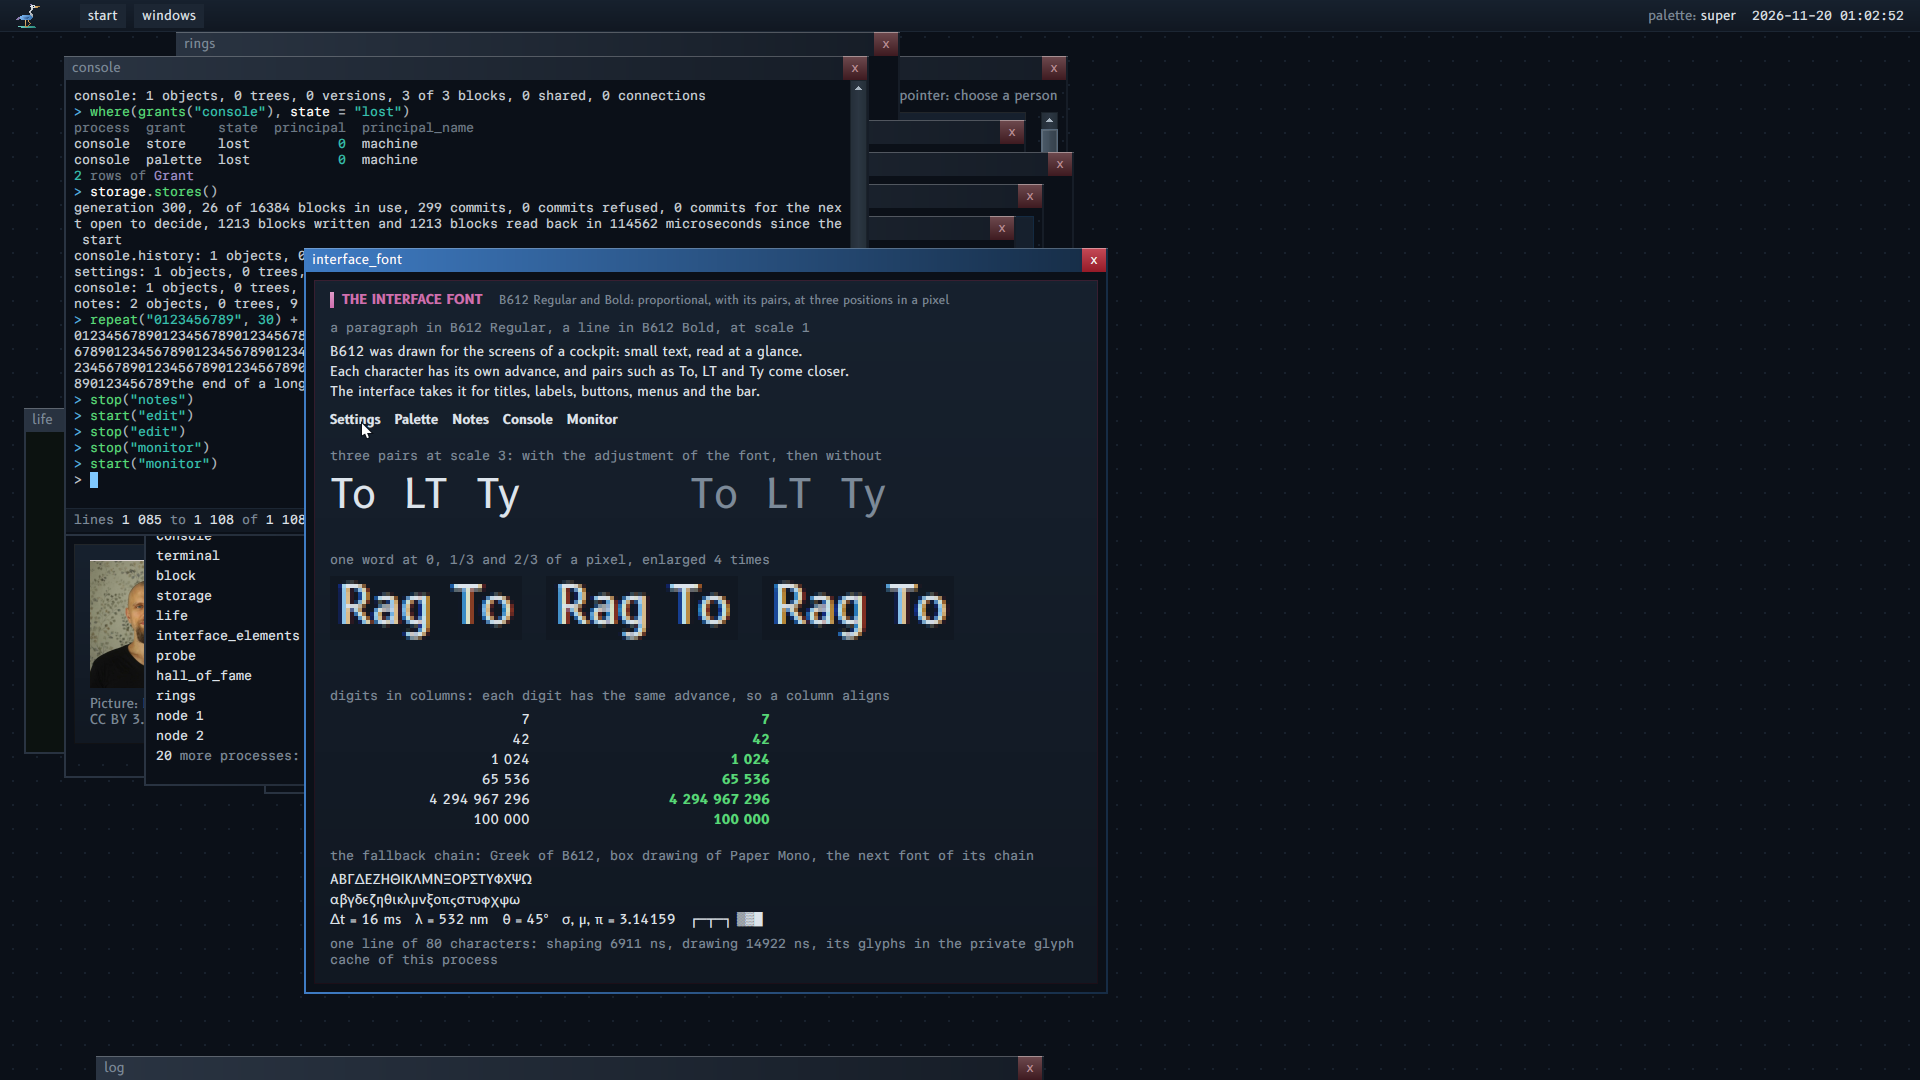 start windows palette: super 2026-11-20 01:02:52
rings x
console x
x
pointer: choose a person
console: 1 objects, 0 trees, 0 versions, 3 of 3 blocks, 0 shared, 0 connections
> where(grants("console"), state = "lost")
process grant state principal principal_name
console store lost 0 machine
console palette lost 0 machine
2 rows of Grant
> storage.stores()
generation 300, 26 of 16384 blocks in use, 299 commits, 0 commits refused, 0 commits for the nex
t open to decide, 1213 blocks written and 1213 blocks read back in 114562 microseconds since the
start
console.history: 1 objects, 0
settings: 1 objects, 0 trees,
console: 1 objects, 0 trees,
notes: 2 objects, 0 trees, 9
> repeat("0123456789", 30) +
01234567890123456789012345678
67890123456789012345678901234
23456789012345678901234567890
890123456789the end of a long
> stop("notes")
> start("edit")
> stop("edit")
> stop("monitor")
> start("monitor")
>
lines 1 085 to 1 108 of 1 108
x
x
x
x
life
console
terminal
block
storage
life
interface_elements
probe
hall_of_fame
rings
node 1
node 2
20 more processes:
Picture:
CC BY 3.
interface_font x
THE INTERFACE FONT B612 Regular and Bold: proportional, with its pairs, at three positions in a pixel
a paragraph in B612 Regular, a line in B612 Bold, at scale 1
B612 was drawn for the screens of a cockpit: small text, read at a glance.
Each character has its own advance, and pairs such as To, LT and Ty come closer.
The interface takes it for titles, labels, buttons, menus and the bar.
Settings Palette Notes Console Monitor
three pairs at scale 3: with the adjustment of the font, then without
To LT Ty To LT Ty
one word at 0, 1/3 and 2/3 of a pixel, enlarged 4 times
Rag To Rag To Rag To
digits in columns: each digit has the same advance, so a column aligns
7 7
42 42
1 024 1 024
65 536 65 536
4 294 967 296 4 294 967 296
100 000 100 000
the fallback chain: Greek of B612, box drawing of Paper Mono, the next font of its chain
ΑΒΓΔΕΖΗΘΙΚΛΜΝΞΟΡΣΤΥΦΧΨΩ
αβγδεζηθικλμνξοπςστυφχψω
Δt = 16 ms λ = 532 nm θ = 45° σ, μ, π = 3.14159 ┌─┬─┐ ▒▓█
one line of 80 characters: shaping 6911 ns, drawing 14922 ns, its glyphs in the private glyph
cache of this process
log x